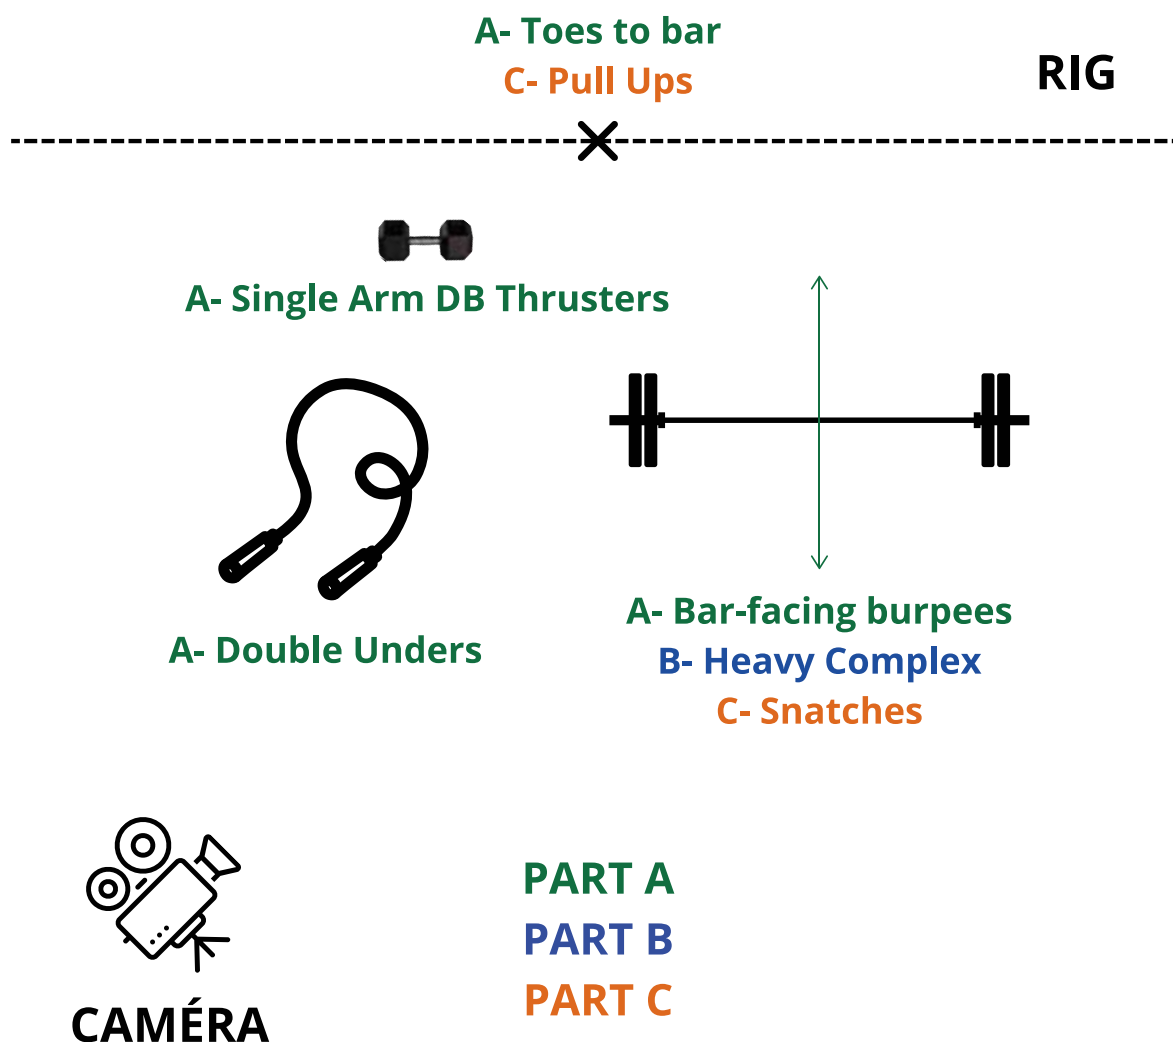 A- Toes to bar
C- Pull Ups
RIG
A- Single Arm DB Thrusters
A- Double Unders
A- Bar-facing burpees
B- Heavy Complex
C- Snatches
CAMÉRA
PART A
PART B
PART C